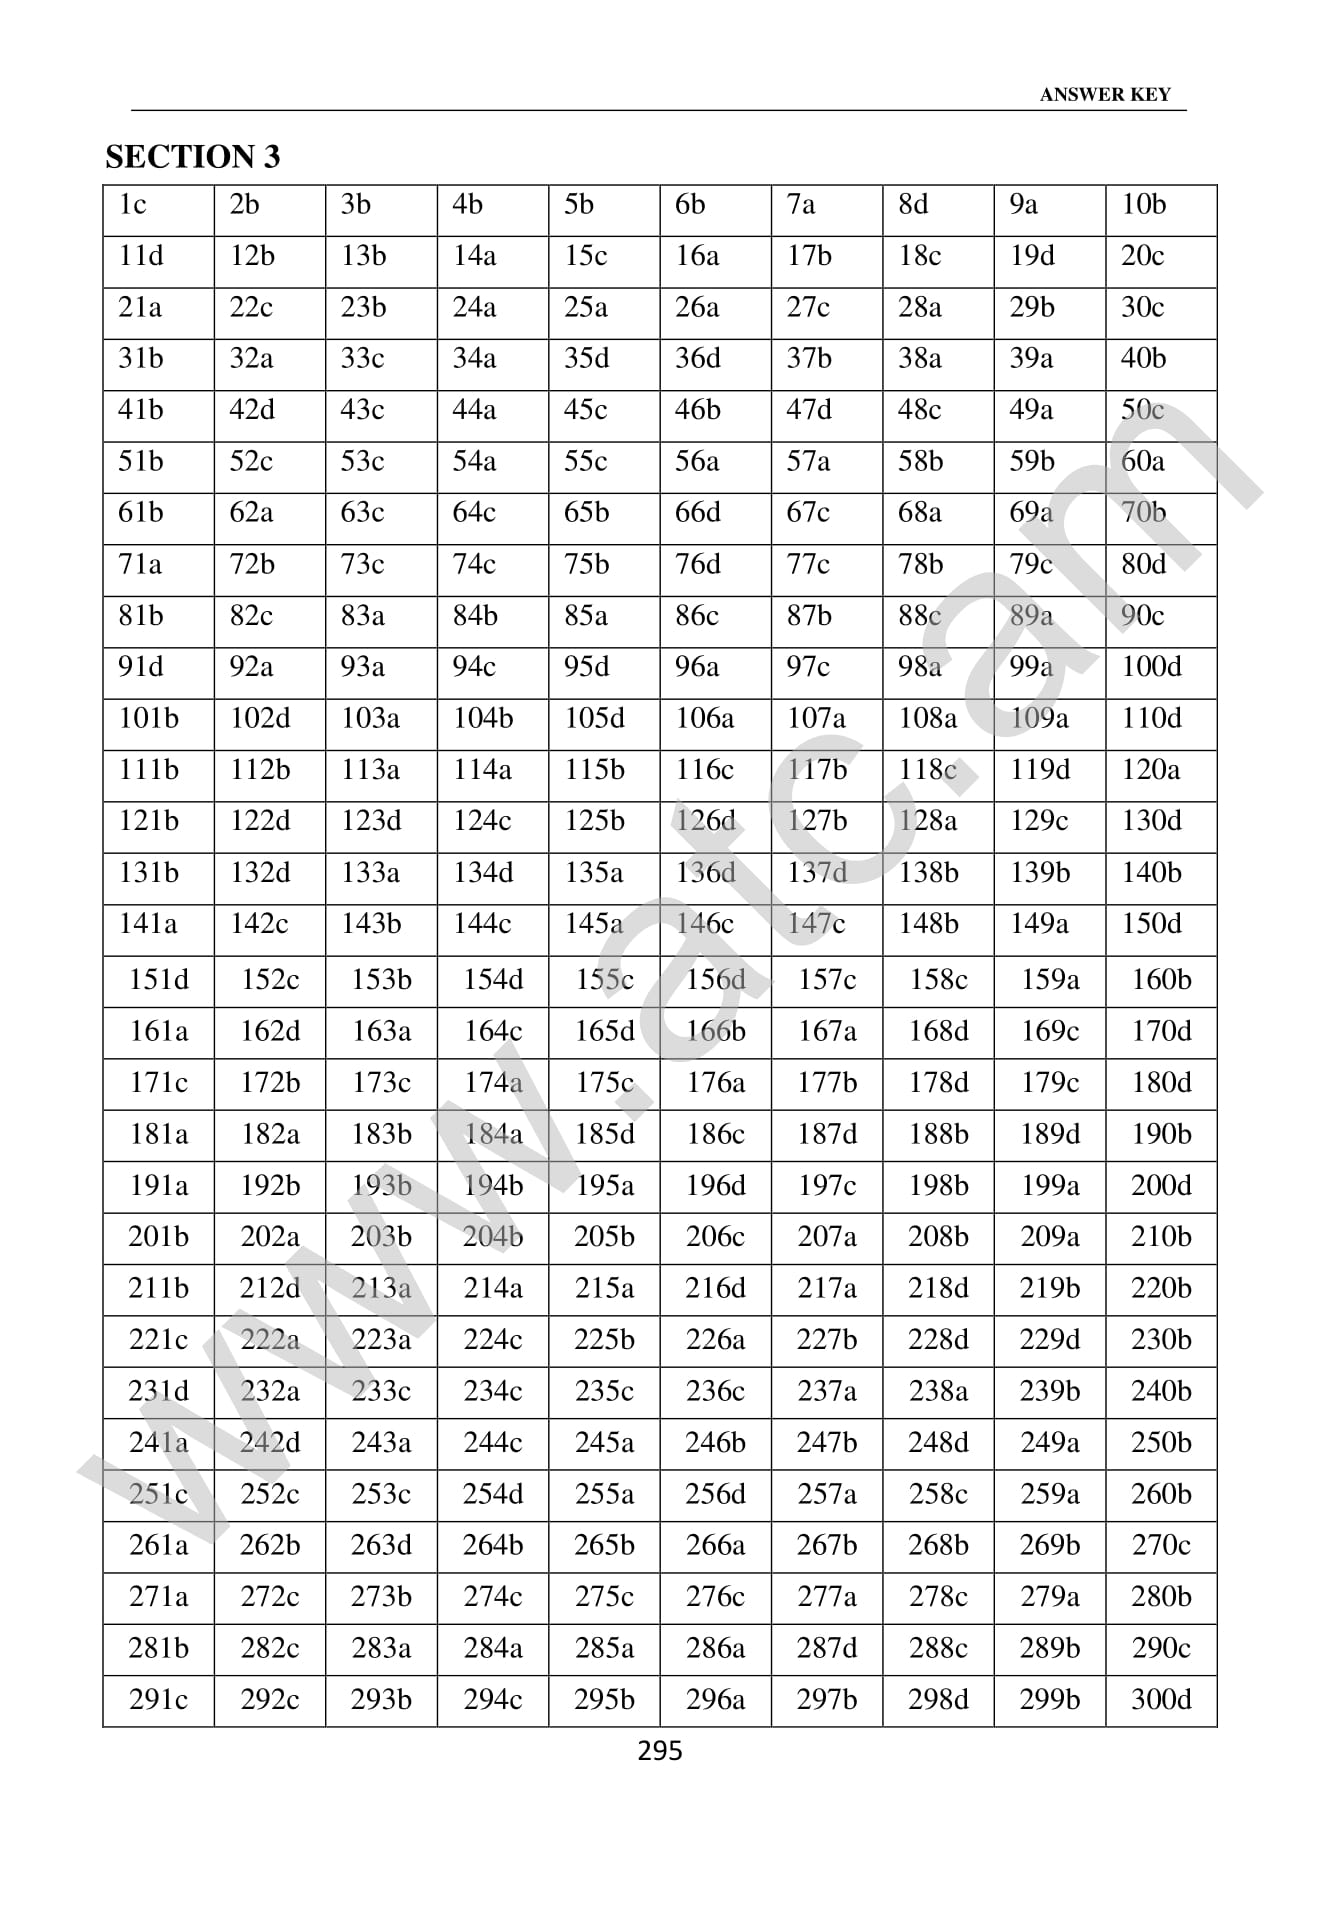 ANSWER KEY
SECTION 3
1c 2b 3b 4b 5b 6b 7a 8d 9a 10b
11d 12b 13b 14a 15c 16a 17b 18c 19d 20c
21a 22c 23b 24a 25a 26a 27c 28a 29b 30c
31b 32a 33c 34a 35d 36d 37b 38a 39a 40b
41b 42d 43c 44a 45c 46b 47d 48c 49a 50c
51b 52c 53c 54a 55c 56a 57a 58b 59b 60a
61b 62a 63c 64c 65b 66d 67c 68a 69a 70b
71a 72b 73c 74c 75b 76d 77c 78b 79c 80d
81b 82c 83a 84b 85a 86c 87b 88c 89a 90c
91d 92a 93a 94c 95d 96a 97c 98a 99a 100d
101b 102d 103a 104b 105d 106a 107a 108a 109a 110d
111b 112b 113a 114a 115b 116c 117b 118c 119d 120a
121b 122d 123d 124c 125b 126d 127b 128a 129c 130d
131b 132d 133a 134d 135a 136d 137d 138b 139b 140b
141a 142c 143b 144c 145a 146c 147c 148b 149a 150d
151d 152c 153b 154d 155c 156d 157c 158c 159a 160b
161a 162d 163a 164c 165d 166b 167a 168d 169c 170d
171c 172b 173c 174a 175c 176a 177b 178d 179c 180d
181a 182a 183b 184a 185d 186c 187d 188b 189d 190b
191a 192b 193b 194b 195a 196d 197c 198b 199a 200d
201b 202a 203b 204b 205b 206c 207a 208b 209a 210b
211b 212d 213a 214a 215a 216d 217a 218d 219b 220b
221c 222a 223a 224c 225b 226a 227b 228d 229d 230b
231d 232a 233c 234c 235c 236c 237a 238a 239b 240b
241a 242d 243a 244c 245a 246b 247b 248d 249a 250b
251c 252c 253c 254d 255a 256d 257a 258c 259a 260b
261a 262b 263d 264b 265b 266a 267b 268b 269b 270c
271a 272c 273b 274c 275c 276c 277a 278c 279a 280b
281b 282c 283a 284a 285a 286a 287d 288c 289b 290c
291c 292c 293b 294c 295b 296a 297b 298d 299b 300d
295
www.atc.am